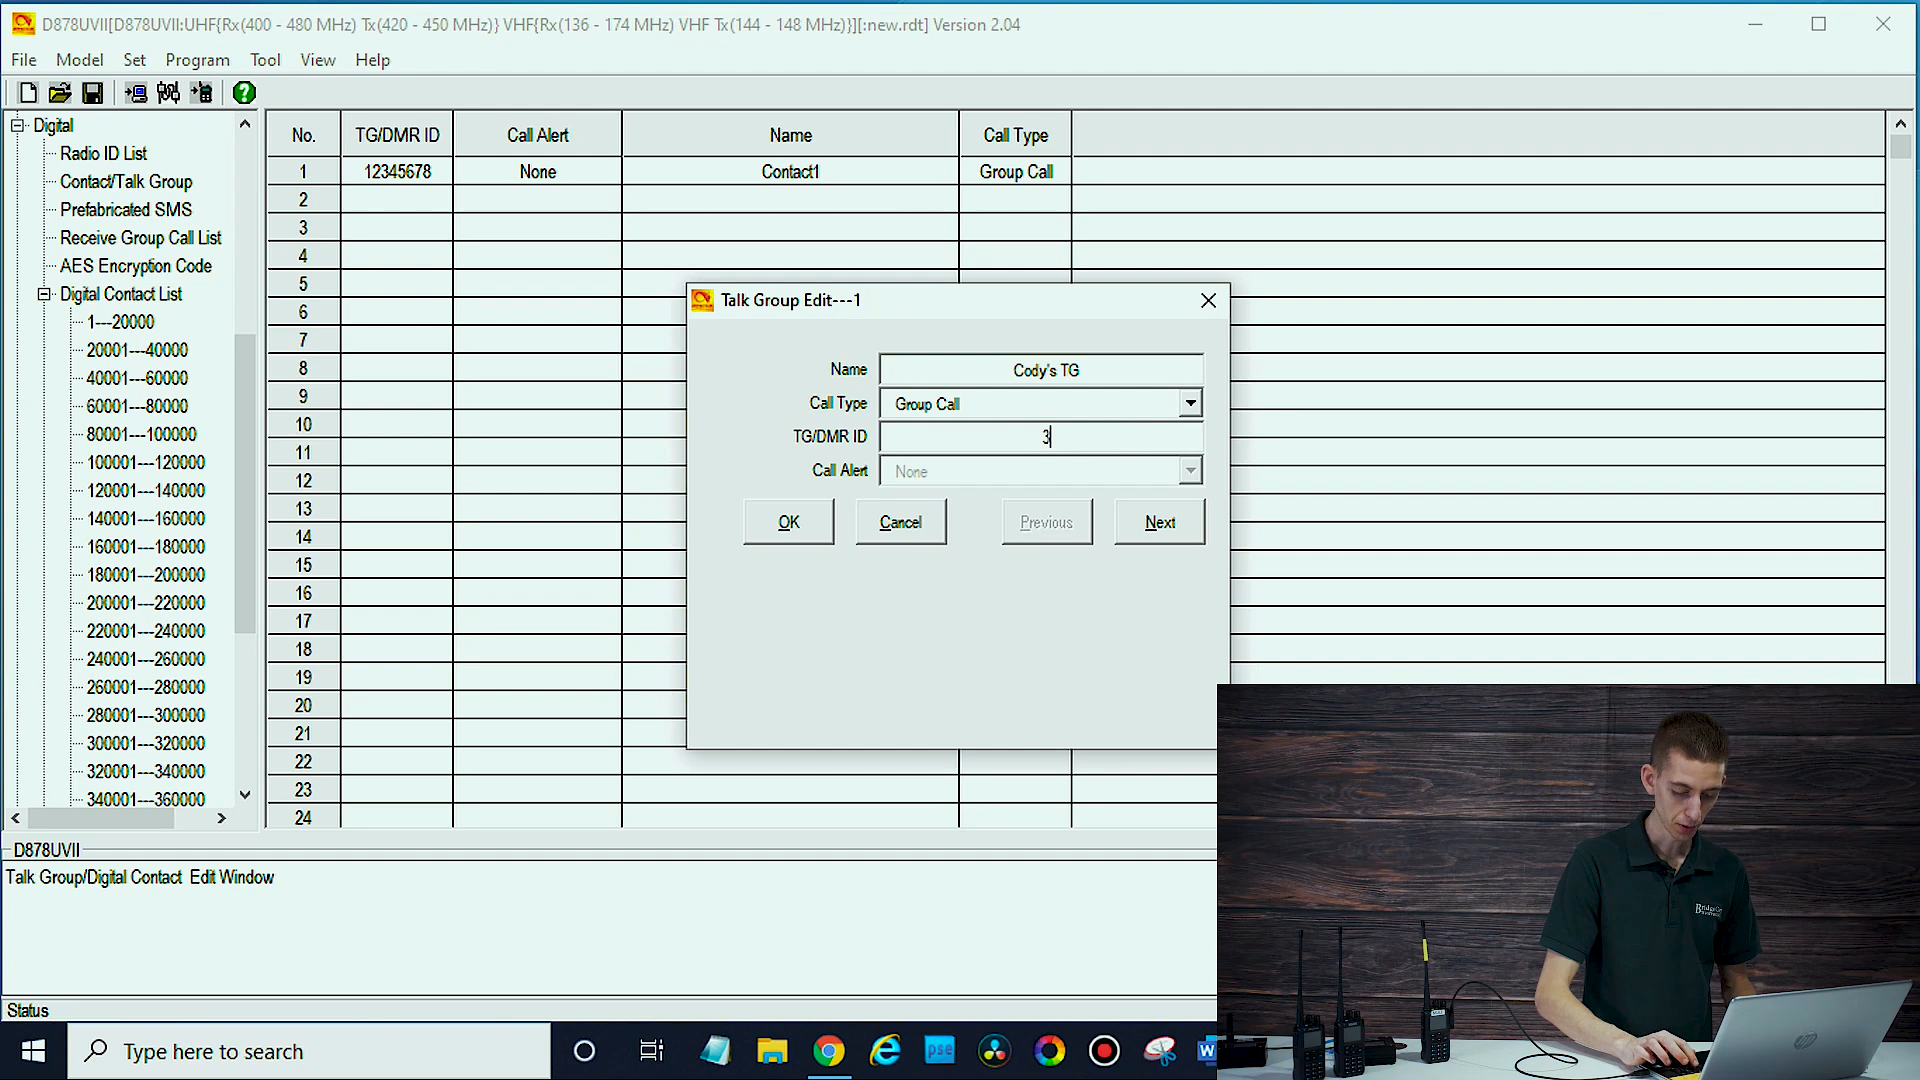 D878UVII[D878UVII:UHF{Rx(400 - 480 MHz) Tx(420 - 450 MHz)} VHF{Rx(136 - 174 MHz) VHF Tx(144 - 148 MHz)}][:new.rdt] Version 2.04
File Model Set Program Tool View Help
Digital
Radio ID List
Contact/Talk Group
Prefabricated SMS
Receive Group Call List
AES Encryption Code
Digital Contact List
1---20000
20001---40000
40001---60000
60001---80000
80001---100000
100001---120000
120001---140000
140001---160000
160001---180000
180001---200000
200001---220000
220001---240000
240001---260000
260001---280000
280001---300000
300001---320000
320001---340000
340001---360000
No. TG/DMR ID Call Alert Name Call Type
1 12345678 None Contact1 Group Call
2
3
4
5
6
7
8
9
10
11
12
13
14
15
16
17
18
19
20
21
22
23
24
Talk Group Edit---1
Name Cody's TG
Call Type Group Call
TG/DMR ID 3
Call Alert None
OK Cancel Previous Next
D878UVII
Talk Group/Digital Contact Edit Window
Status
Type here to search
pse
W